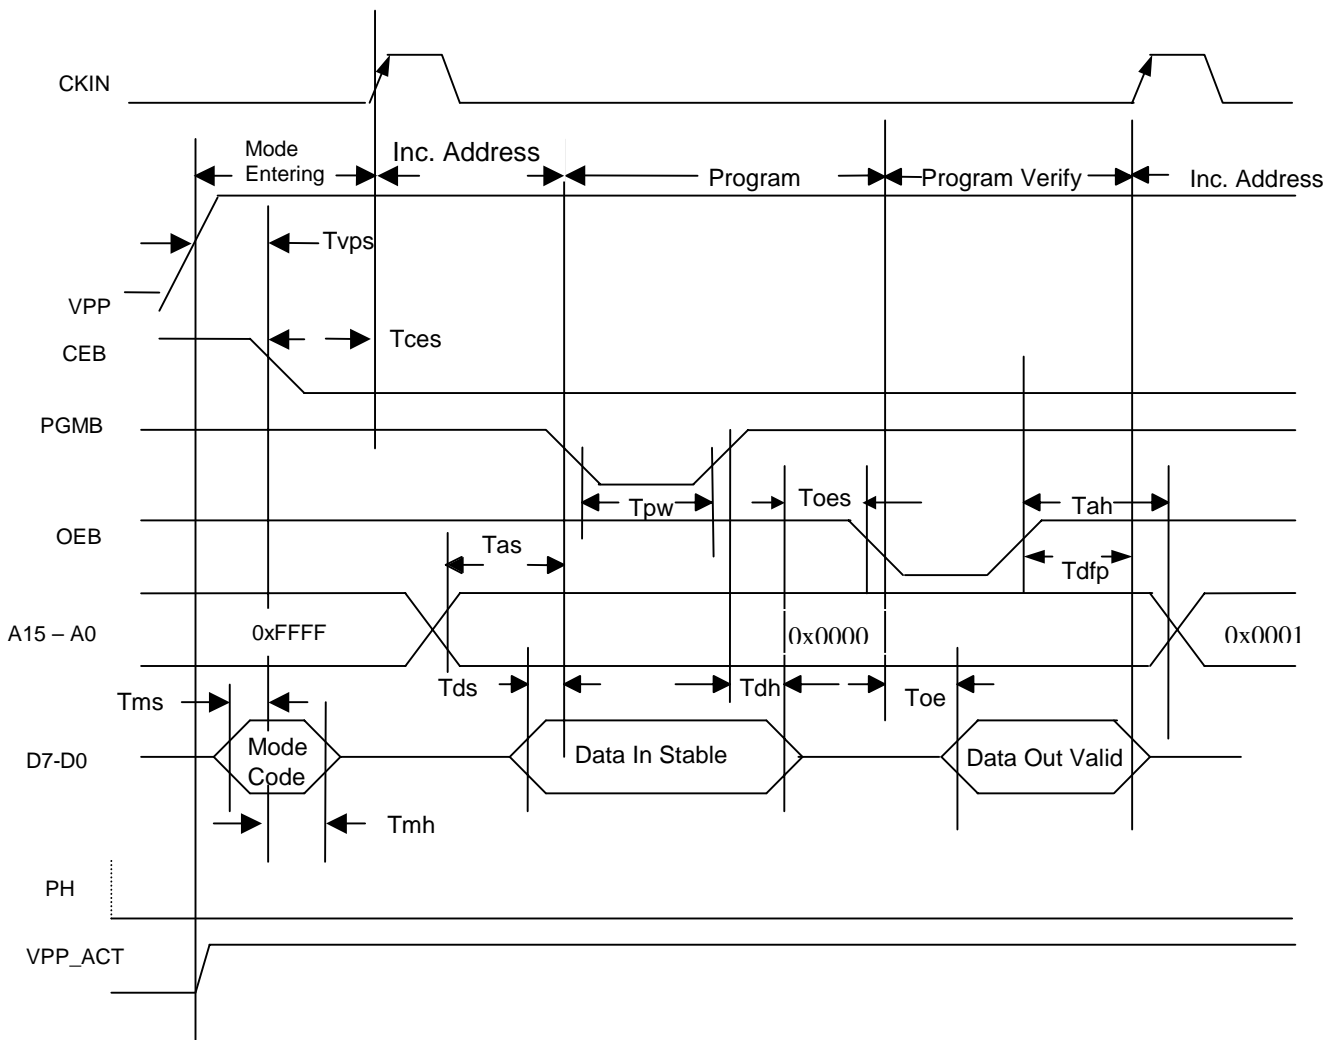 CKIN
Mode
Entering
Inc. Address
Program
Program Verify
Inc. Address
Tvps
VPP
CEB
Tces
PGMB
Tpw
Toes
Tah
OEB
Tas
Tdfp
A15 – A0
0xFFFF
0x0000
0x0001
Tms
Tds
Tdh
Toe
D7-D0
Mode
Code
Data In Stable
Data Out Valid
Tmh
PH
VPP_ACT